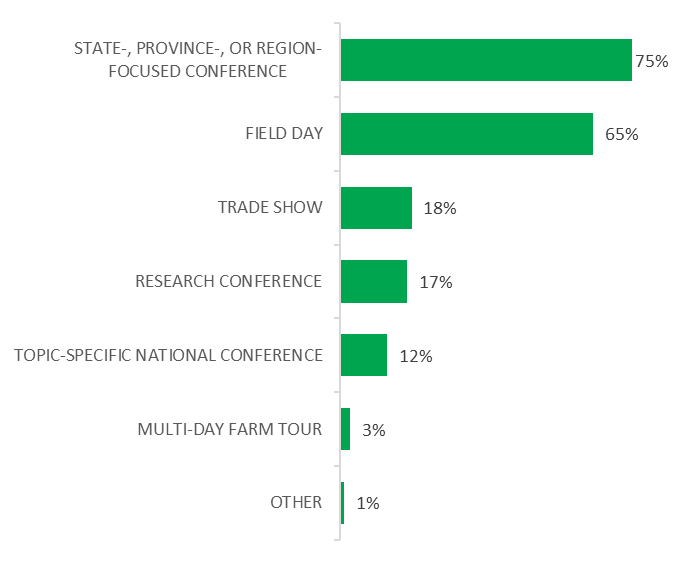 STATE-, PROVINCE-, OR REGION-
FOCUSED CONFERENCE
75%
FIELD DAY
65%
TRADE SHOW
18%
RESEARCH CONFERENCE
17%
TOPIC-SPECIFIC NATIONAL CONFERENCE
12%
MULTI-DAY FARM TOUR
3%
OTHER
1%